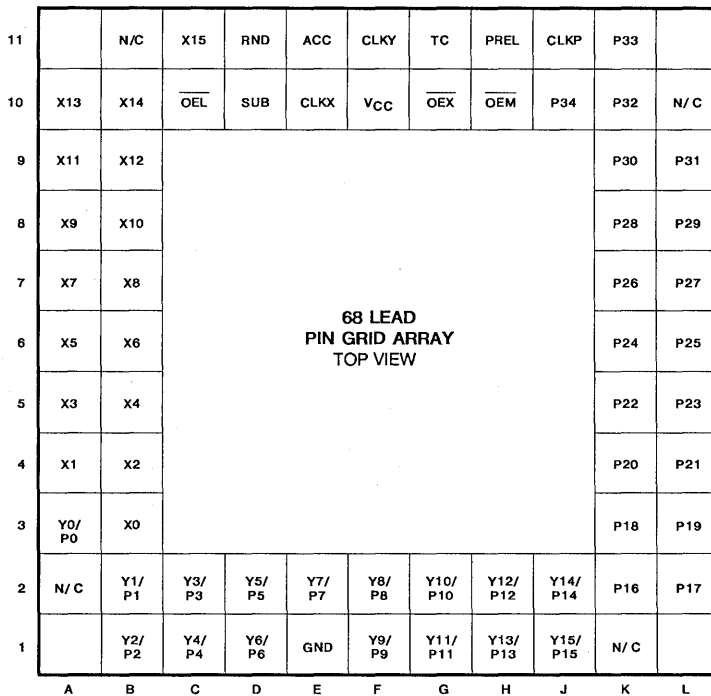 11 N/C X15 RND ACC CLKY TC PREL CLKP P33
10 X13 X14 OEL SUB CLKX VCC OEX OEM P34 P32 N/C
9 X11 X12 P30 P31
8 X9 X10 P28 P29
7 X7 X8 P26 P27
68 LEAD
PIN GRID ARRAY
TOP VIEW
6 X5 X6 P24 P25
5 X3 X4 P22 P23
4 X1 X2 P20 P21
3 Y0/ X0 P18 P19
P0
2 N/C Y1/ Y3/ Y5/ Y7/ Y8/ Y10/ Y12/ Y14/ P16 P17
P1 P3 P5 P7 P8 P10 P12 P14
1 Y2/ Y4/ Y6/ GND Y9/ Y11/ Y13/ Y15/ N/C
P2 P4 P6 P9 P11 P13 P15
A B C D E F G H J K L